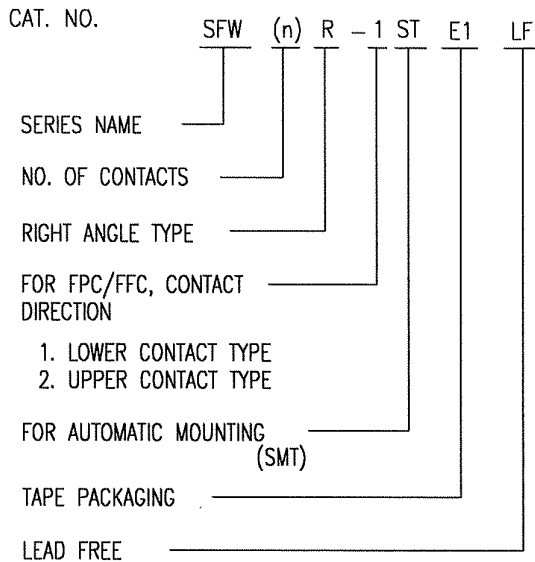 CAT. NO.
SFW (n) R - 1 ST E1 LF
SERIES NAME
NO. OF CONTACTS
RIGHT ANGLE TYPE
FOR FPC/FFC, CONTACT
DIRECTION
1. LOWER CONTACT TYPE
2. UPPER CONTACT TYPE
FOR AUTOMATIC MOUNTING
(SMT)
TAPE PACKAGING
LEAD FREE